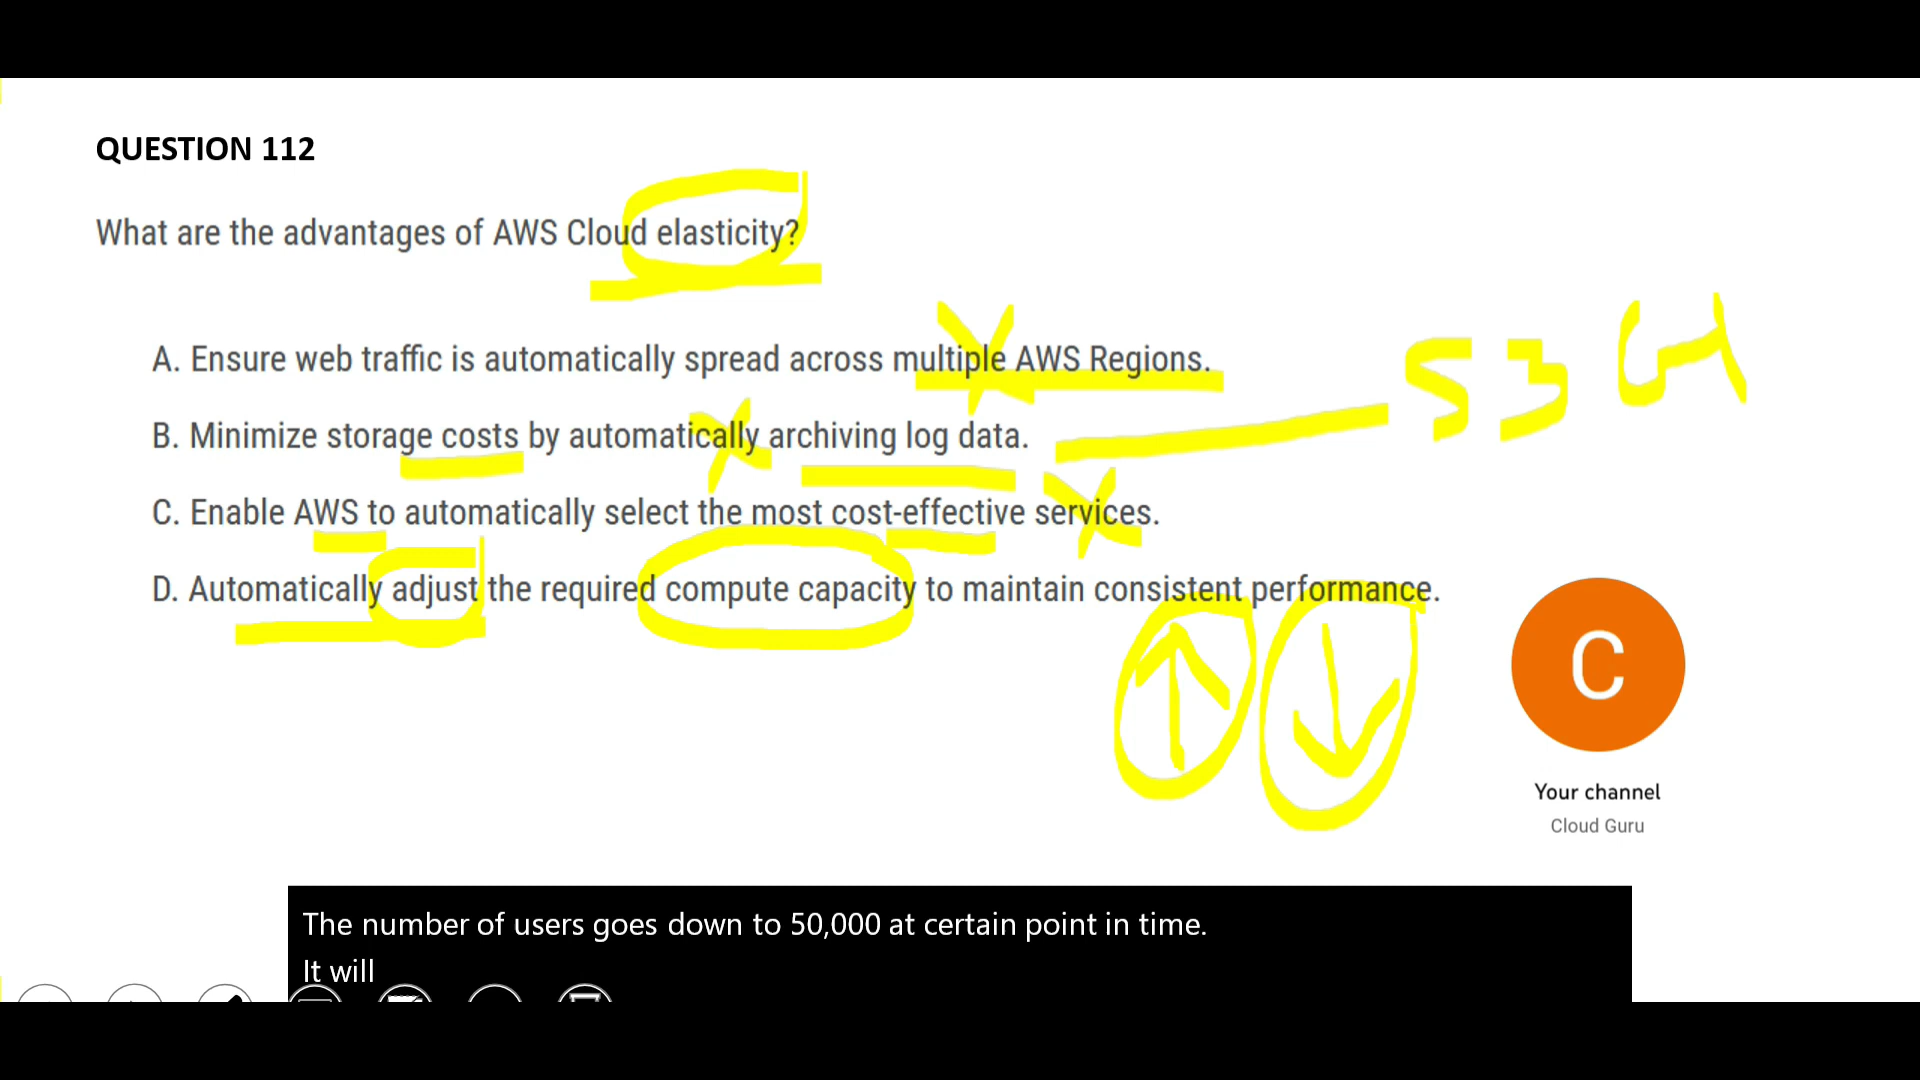 QUESTION 112
What are the advantages of AWS Cloud elasticity?
A. Ensure web traffic is automatically spread across multiple AWS Regions.
B. Minimize storage costs by automatically archiving log data.
S3
C. Enable AWS to automatically select the most cost-effective services.
D. Automatically adjust the required compute capacity to maintain consistent performance.
C
Your channel
Cloud Guru
The number of users goes down to 50,000 at certain point in time.
It will